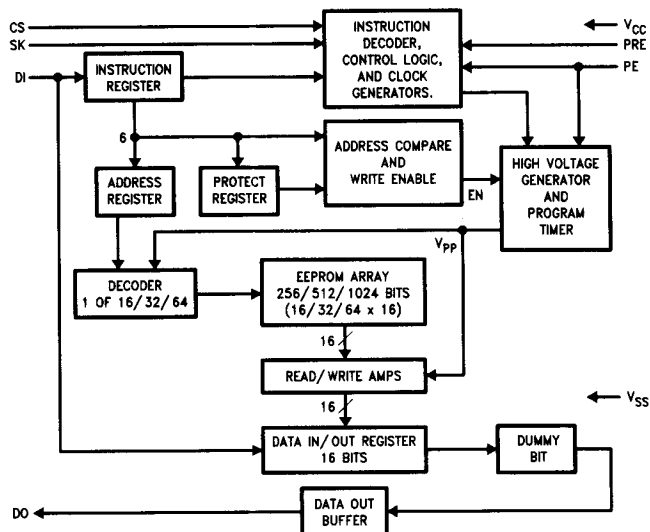 CS
SK
DI
INSTRUCTION
REGISTER
INSTRUCTION
DECODER,
CONTROL LOGIC,
AND CLOCK
GENERATORS.
VCC
PRE
PE
6
ADDRESS
REGISTER
PROTECT
REGISTER
ADDRESS COMPARE
AND
WRITE ENABLE
EN
HIGH VOLTAGE
GENERATOR
AND
PROGRAM
TIMER
VPP
DECODER
1 OF 16/32/64
EEPROM ARRAY
256/512/1024 BITS
(16/32/64 x 16)
16
READ/WRITE AMPS
16
VSS
DATA IN/OUT REGISTER
16 BITS
DUMMY
BIT
DO
DATA OUT
BUFFER